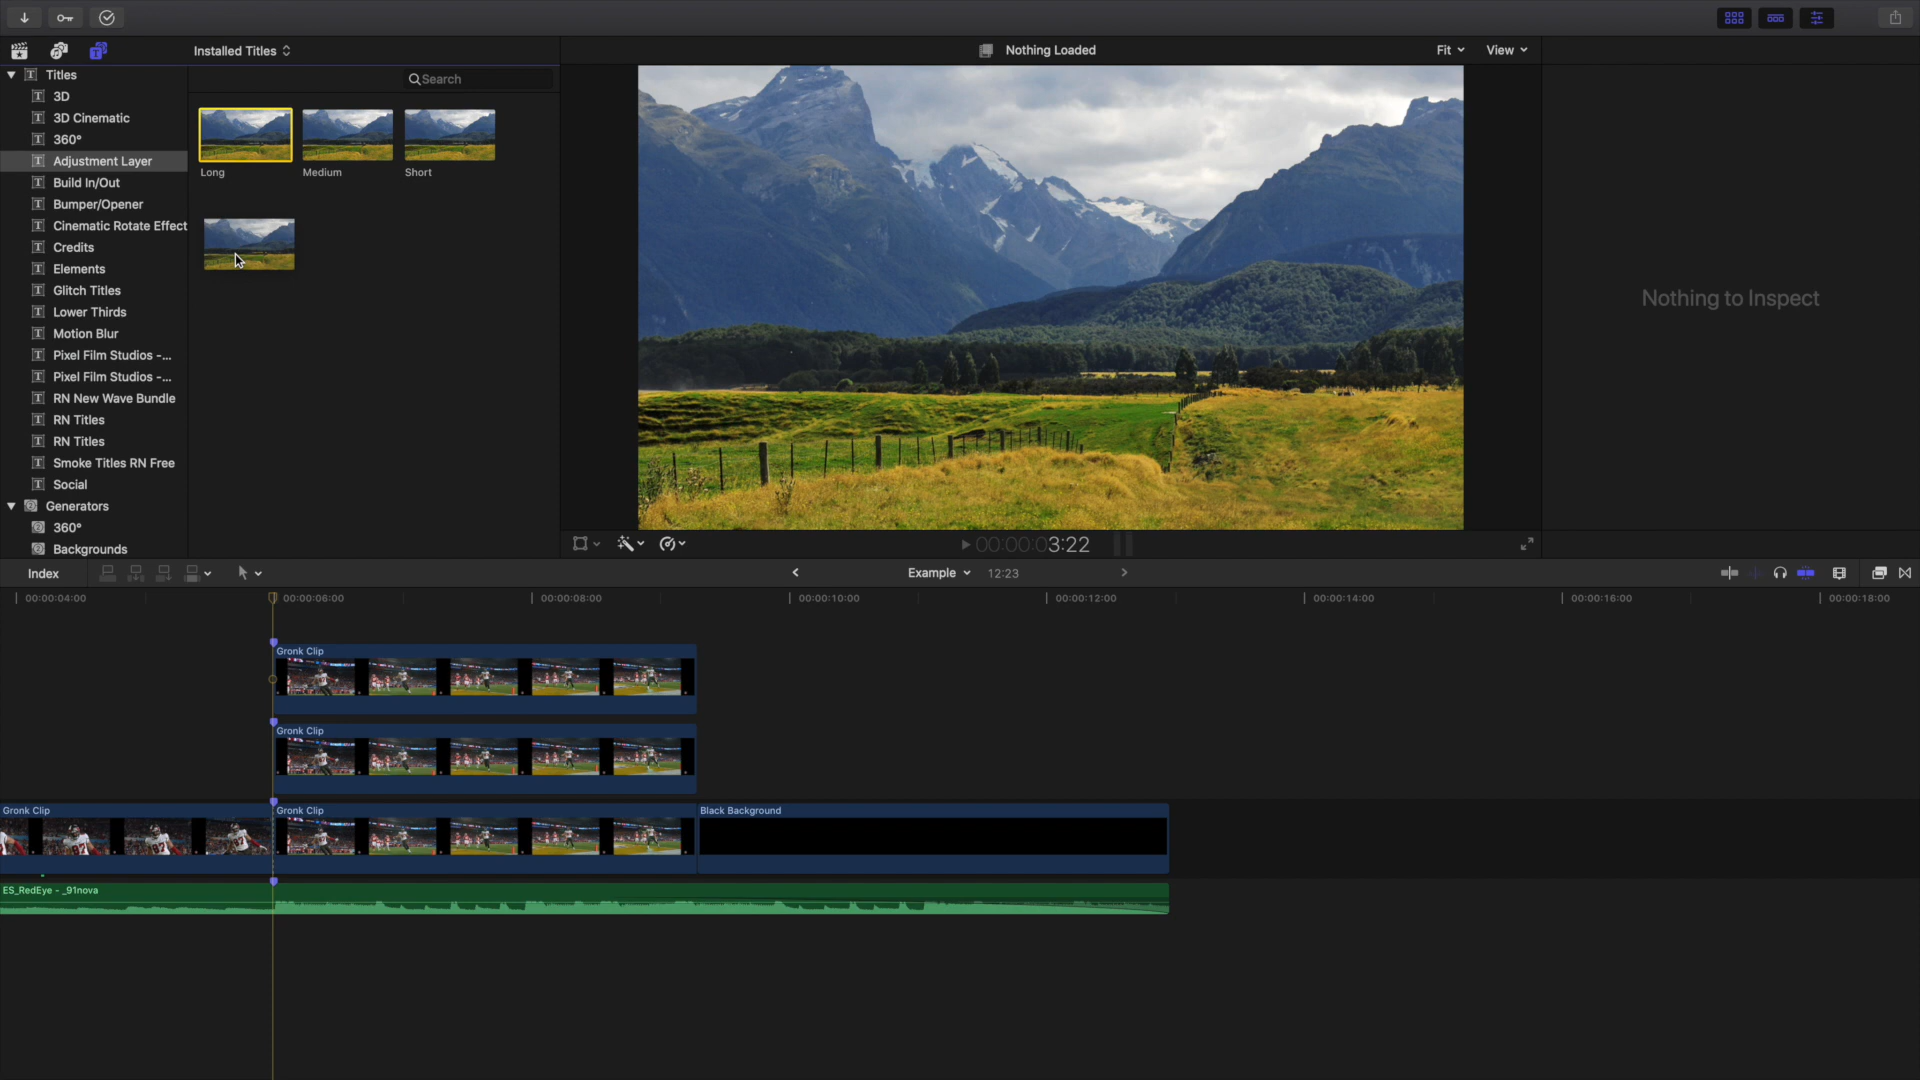 Installed Titles
Nothing Loaded
Fit
View
Titles
Search
3D
3D Cinematic
360°
Adjustment Layer
Build In/Out
Bumper/Opener
Cinematic Rotate Effect
Credits
Elements
Glitch Titles
Lower Thirds
Motion Blur
Pixel Film Studios -...
Pixel Film Studios -...
RN New Wave Bundle
RN Titles
RN Titles
Smoke Titles RN Free
Social
Generators
360°
Backgrounds
Long
Medium
Short
Nothing to Inspect
00:00:03:22
Index
Example
12:23
00:00:04:00
00:00:06:00
00:00:08:00
00:00:10:00
00:00:12:00
00:00:14:00
00:00:16:00
00:00:18:00
Gronk Clip
Gronk Clip
Gronk Clip
Gronk Clip
Black Background
ES_RedEye - _91nova